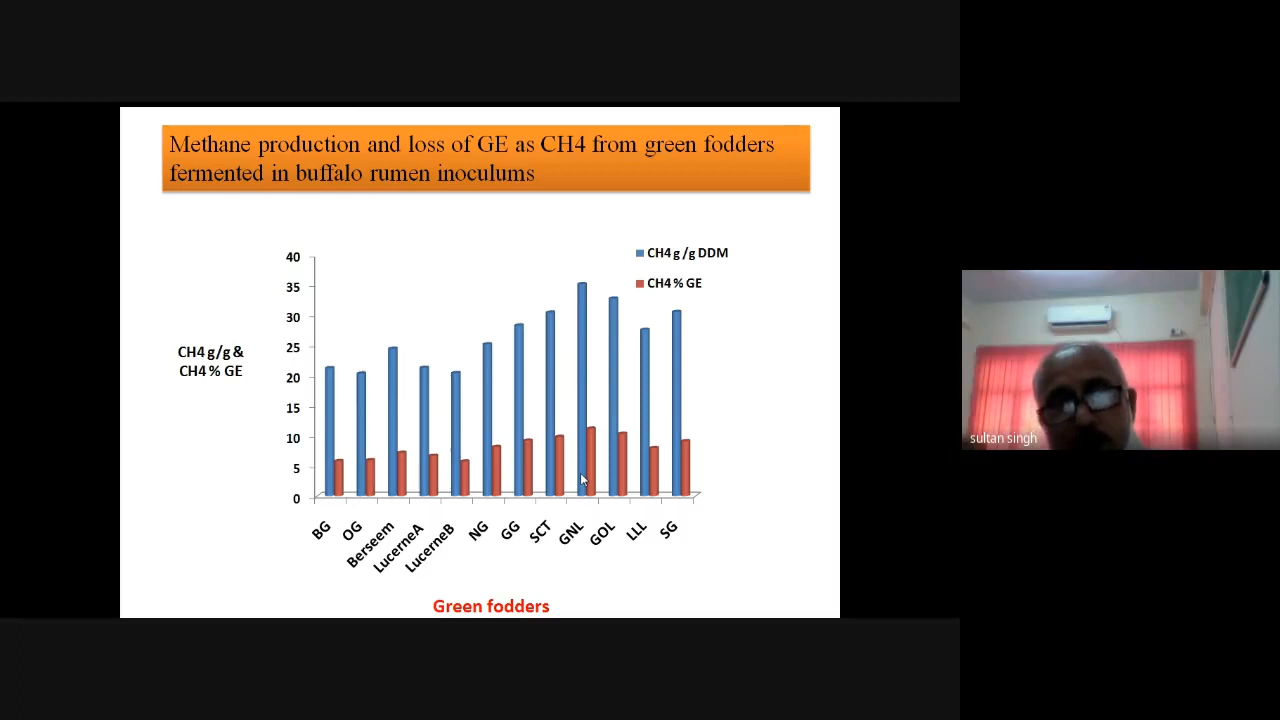 Methane production and loss of GE as CH4 from green fodders
fermented in buffalo rumen inoculums
CH4 g /g DDM
CH4 % GE
CH4 g/g &
CH4 % GE
40
35
30
25
20
15
10
5
0
BG
OG
Berseem
LucerneA
LucerneB
NG
GG
SCT
GNL
GOL
LLL
SG
Green fodders
sultan singh